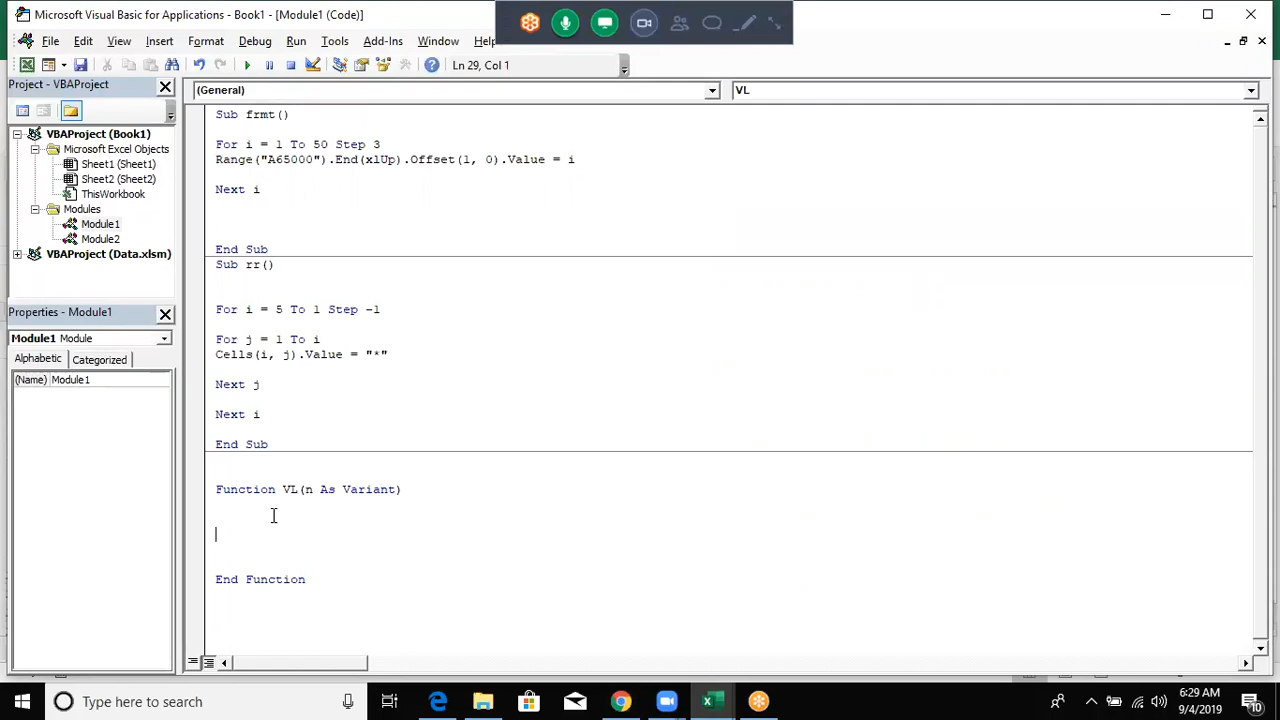 Microsoft Visual Basic for Applications - Book1 - [Module1 (Code)]
File Edit View Insert Format Debug Run Tools Add-Ins Window Help
Ln 29, Col 1
Project - VBAProject
(General) VL
VBAProject (Book1)
Microsoft Excel Objects
Sheet1 (Sheet1)
Sheet2 (Sheet2)
ThisWorkbook
Modules
Module1
Module2
VBAProject (Data.xlsm)
Properties - Module1
Module1 Module
Alphabetic Categorized
(Name) Module1
Sub frmt()
For i = 1 To 50 Step 3
Range("A65000").End(xlUp).Offset(1, 0).Value = i
Next i
End Sub
Sub rr()
For i = 5 To 1 Step -1
For j = 1 To i
Cells(i, j).Value = "*"
Next j
Next i
End Sub
Function VL(n As Variant)
End Function
Type here to search
6:29 AM
9/4/2019
10